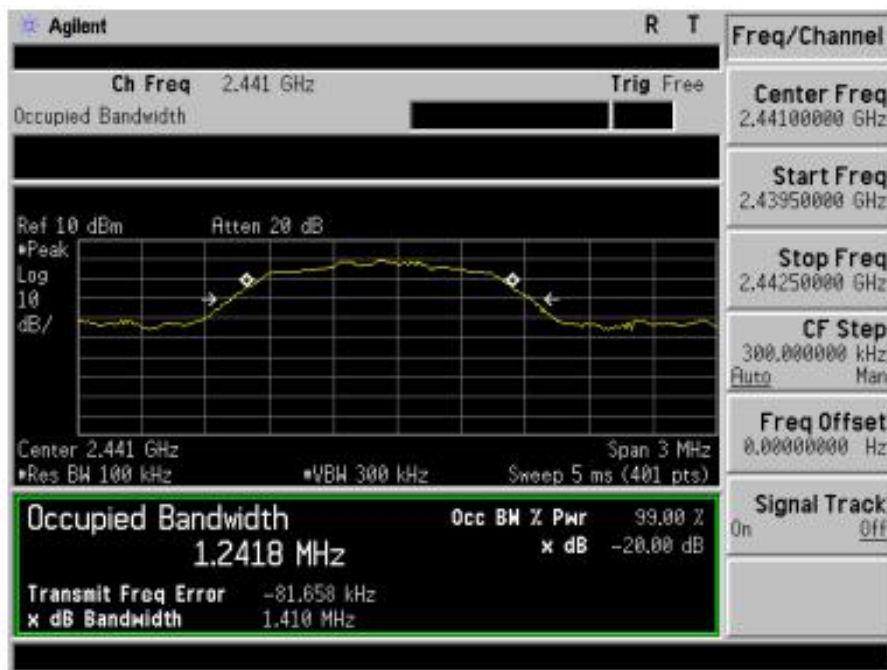 Agilent
R T
Ch Freq 2.441 GHz
Trig Free
Occupied Bandwidth
Ref 10 dBm
Atten 20 dB
*Peak
Log
10
dB/
Center 2.441 GHz
Span 3 MHz
*Res BW 100 kHz
*VBW 300 kHz
Sweep 5 ms (401 pts)
Occupied Bandwidth
1.2418 MHz
Occ BW % Pwr 99.00 %
x dB -20.00 dB
Transmit Freq Error -81.658 kHz
x dB Bandwidth 1.410 MHz
Freq/Channel
Center Freq
2.44100000 GHz
Start Freq
2.43950000 GHz
Stop Freq
2.44250000 GHz
CF Step
300.000000 kHz
Auto Man
Freq Offset
0.00000000 Hz
Signal Track
On Off